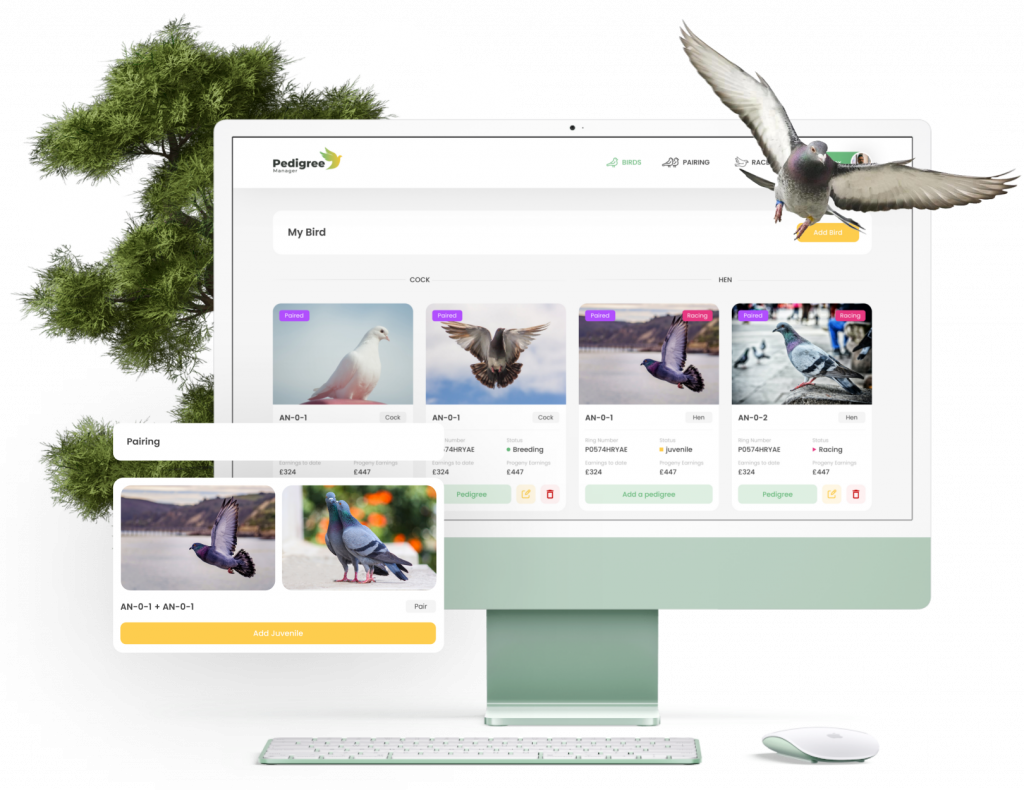 Pedigree
Manager
BIRDS
PAIRING
My Bird
Add Bird
COCK
HEN
Paired
Paired
Paired
Racing
Paired
Racing
AN-0-1
Cock
AN-0-1
Cock
AN-0-1
Hen
AN-0-2
Hen
Number
Status
Ring Number
Status
Ring Number
Status
Breeding
P0574HRYAE
juvenile
P0574HRYAE
Racing
Earnings to date
Progeny Earnings
Earnings to date
Progeny Earnings
Earnings to date
Progeny Earnings
Earnings to date
Progeny Earnings
£324
£447
£324
£447
£324
£447
£324
£447
Pedigree
Add a pedigree
Pedigree
Pairing
AN-0-1 + AN-0-1
Pair
Add Juvenile